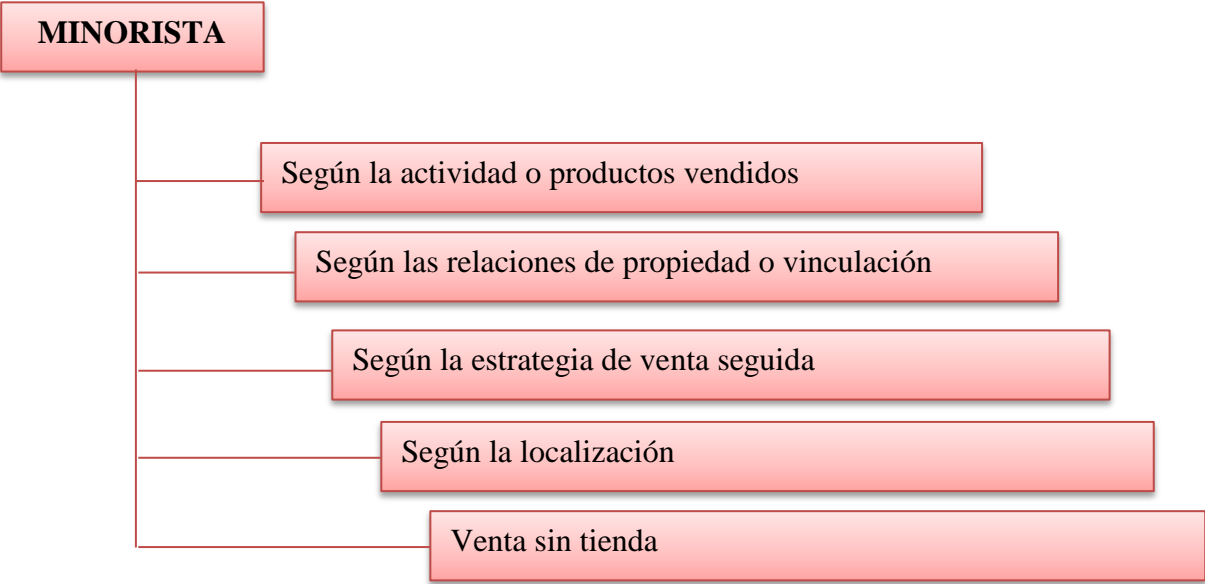 MINORISTA
Según la actividad o productos vendidos
Según las relaciones de propiedad o vinculación
Según la estrategia de venta seguida
Según la localización
Venta sin tienda